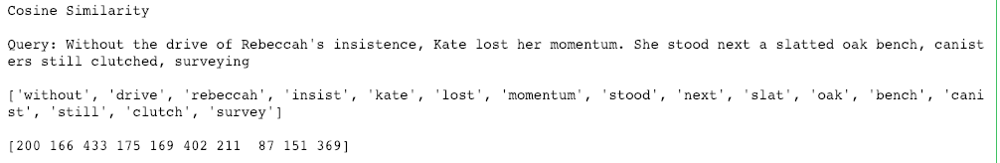 Cosine Similarity
Query: Without the drive of Rebeccah's insistence, Kate lost her momentum. She stood next a slatted oak bench, canist
ers still clutched, surveying
['without', 'drive', 'rebeccah', 'insist', 'kate', 'lost', 'momentum', 'stood', 'next', 'slat', 'oak', 'bench', 'cani
st', 'still', 'clutch', 'survey']
[200 166 433 175 169 402 211  87 151 369]